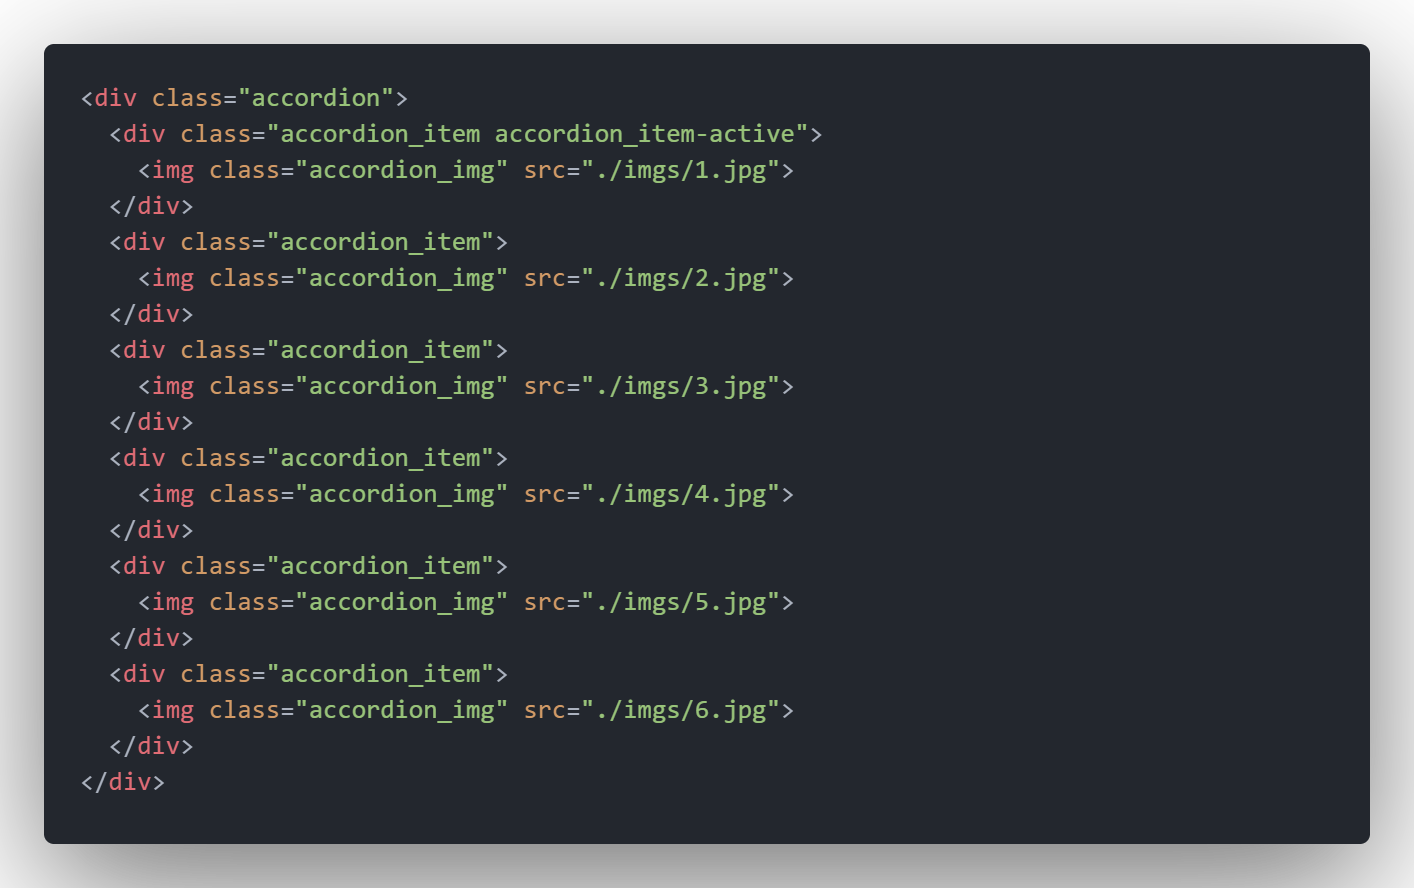 <div class="accordion">
  <div class="accordion_item accordion_item-active">
    <img class="accordion_img" src="./imgs/1.jpg">
  </div>
  <div class="accordion_item">
    <img class="accordion_img" src="./imgs/2.jpg">
  </div>
  <div class="accordion_item">
    <img class="accordion_img" src="./imgs/3.jpg">
  </div>
  <div class="accordion_item">
    <img class="accordion_img" src="./imgs/4.jpg">
  </div>
  <div class="accordion_item">
    <img class="accordion_img" src="./imgs/5.jpg">
  </div>
  <div class="accordion_item">
    <img class="accordion_img" src="./imgs/6.jpg">
  </div>
</div>